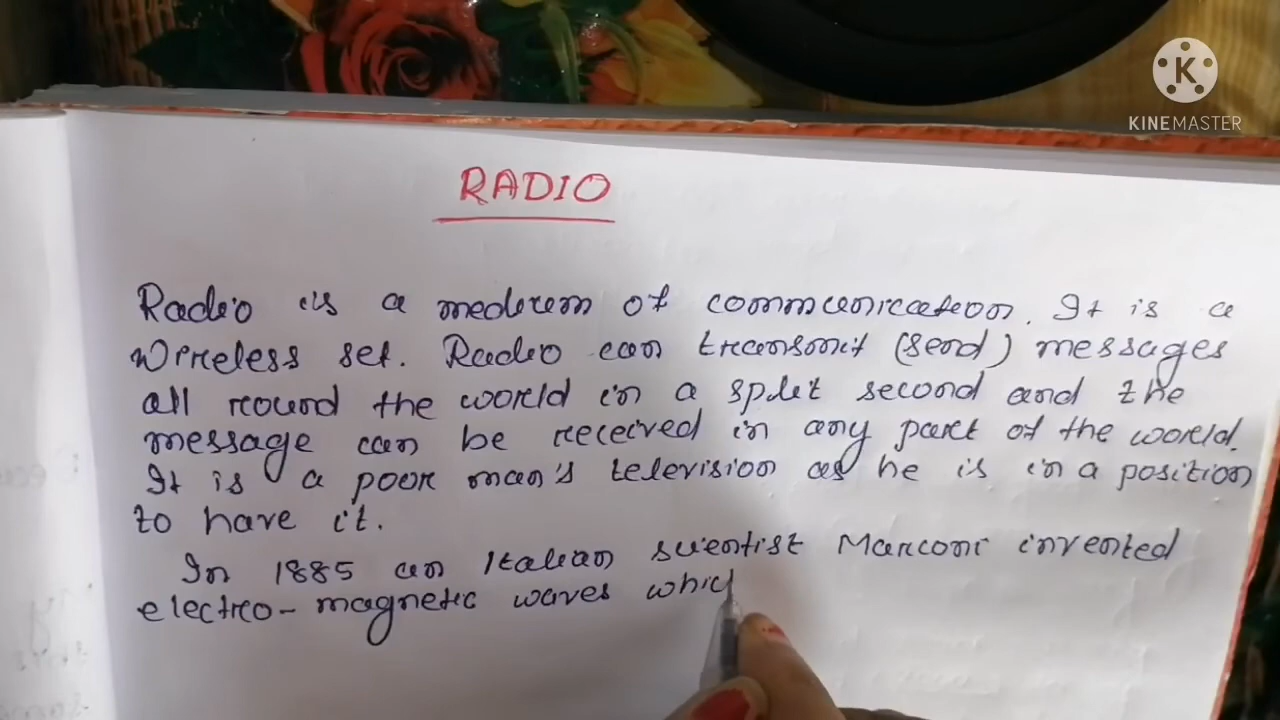 K
KINEMASTER
RADIO
Radio is a medium of communication. It is a
Wireless set. Radio can transmit (send) messages
all round the world in a split second and the
message can be received in any part of the world.
It is a poor man's television as he is in a position
to have it.
In 1885 an Italian scientist Marconi invented
electro-magnetic waves which